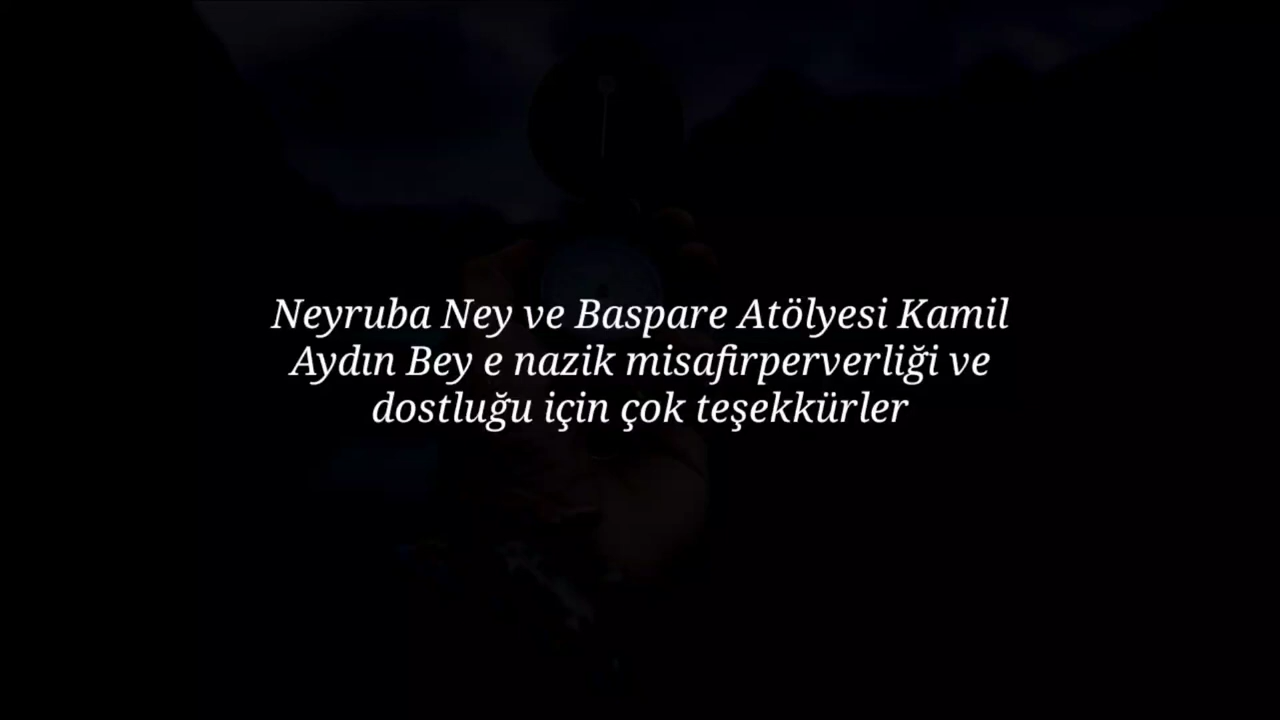 Neyruba Ney ve Baspare Atölyesi Kamil
Aydın Bey e nazik misafirperverliği ve
dostluğu için çok teşekkürler